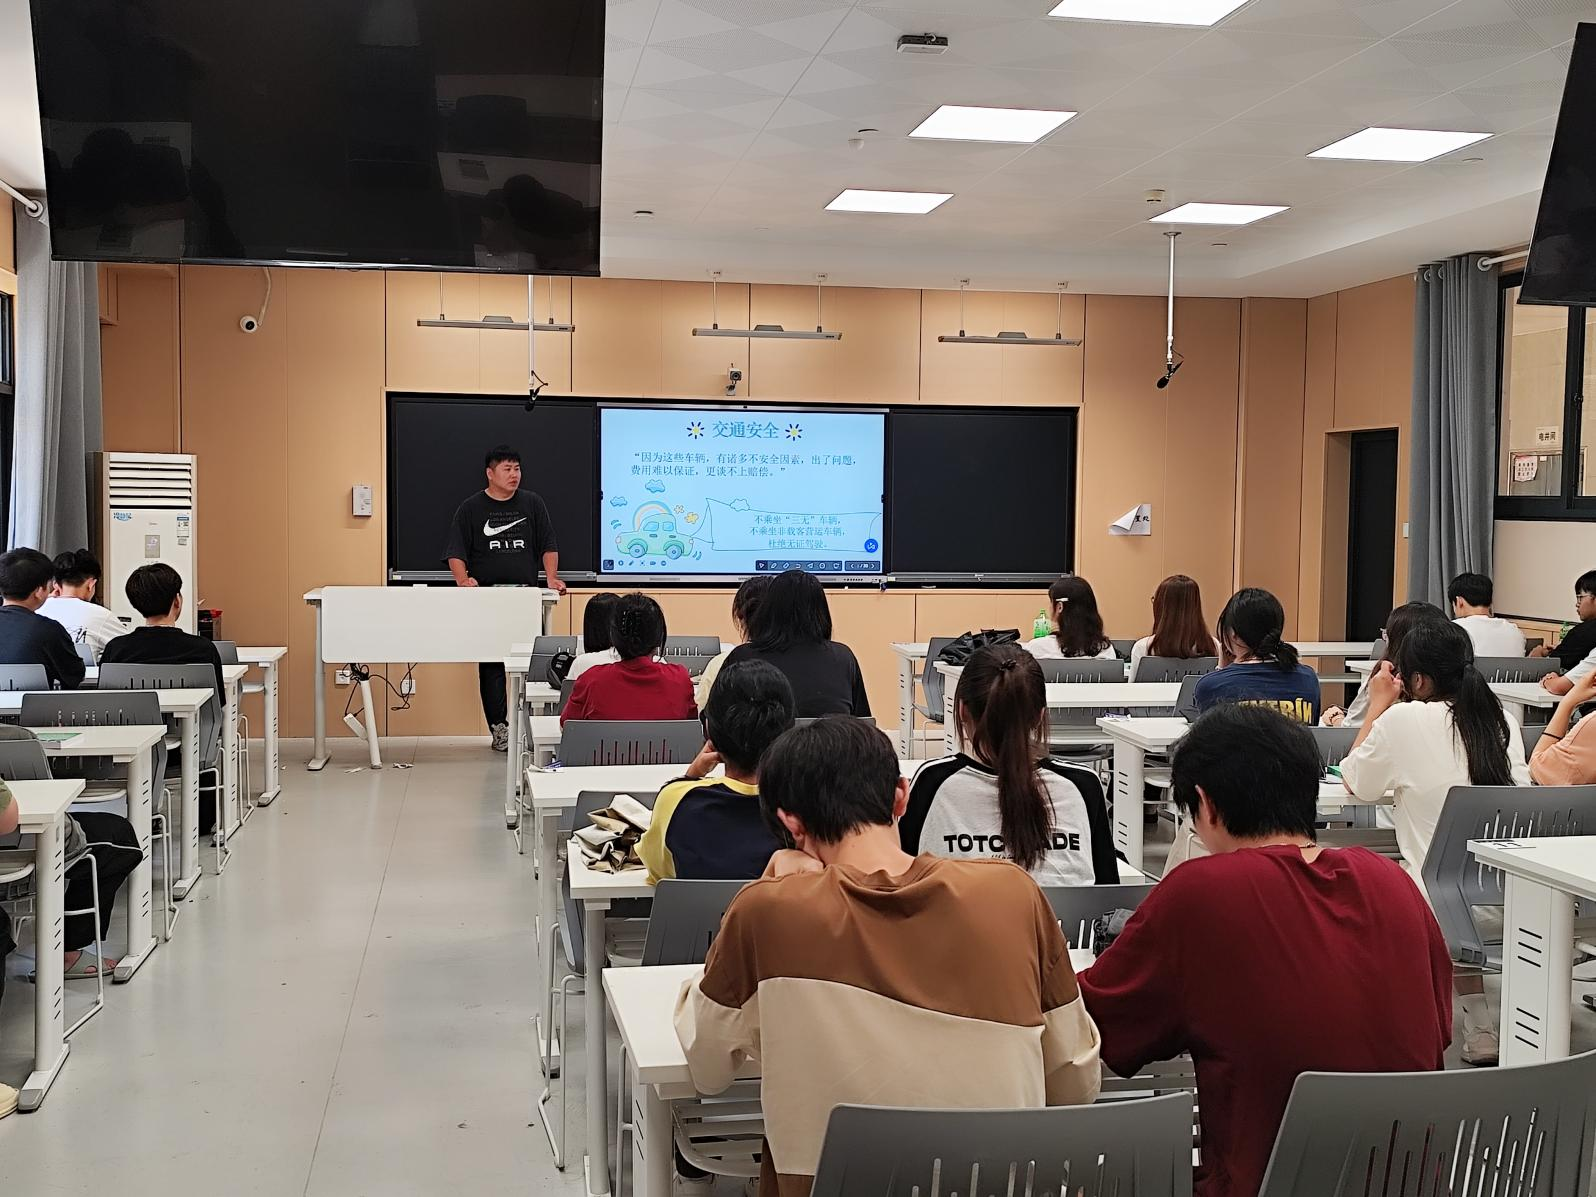 交通安全
“因为这些车辆，有诸多不安全因素，出了问题，
费用难以保证，更谈不上赔偿。”
不乘坐“三无”车辆，
不乘坐非载客营运车辆，
杜绝无证驾驶。
AIR
电井间